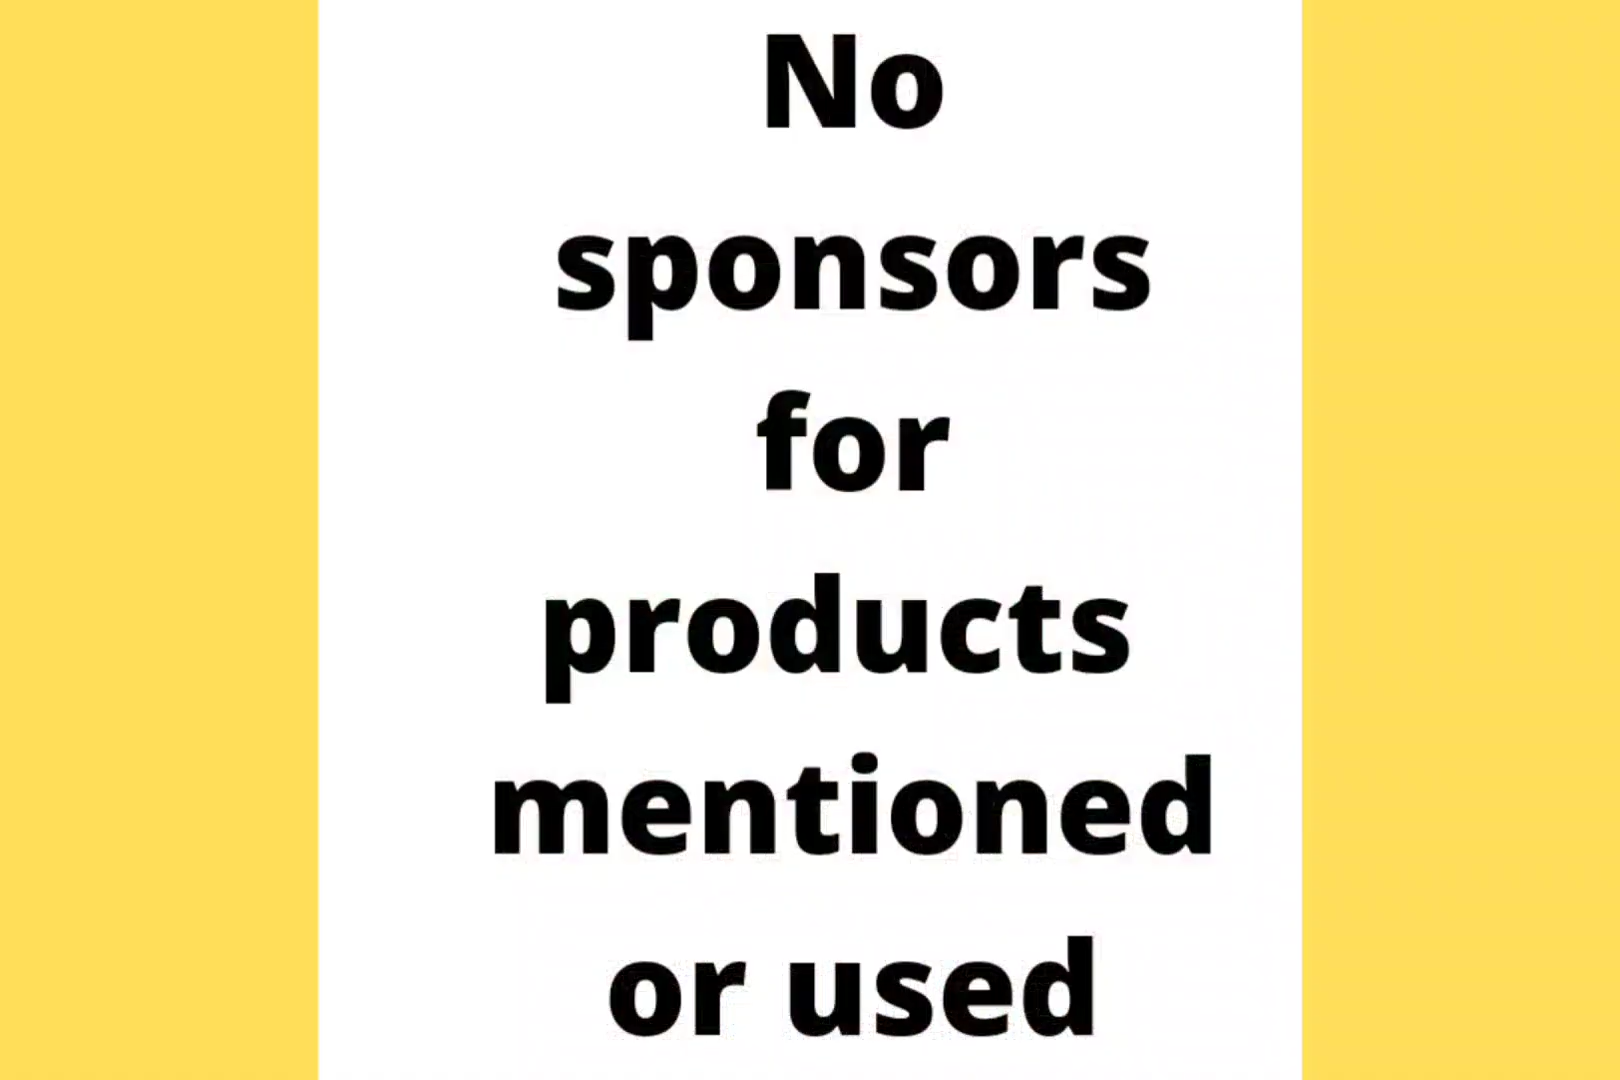 No
sponsors
for
products
mentioned
or used